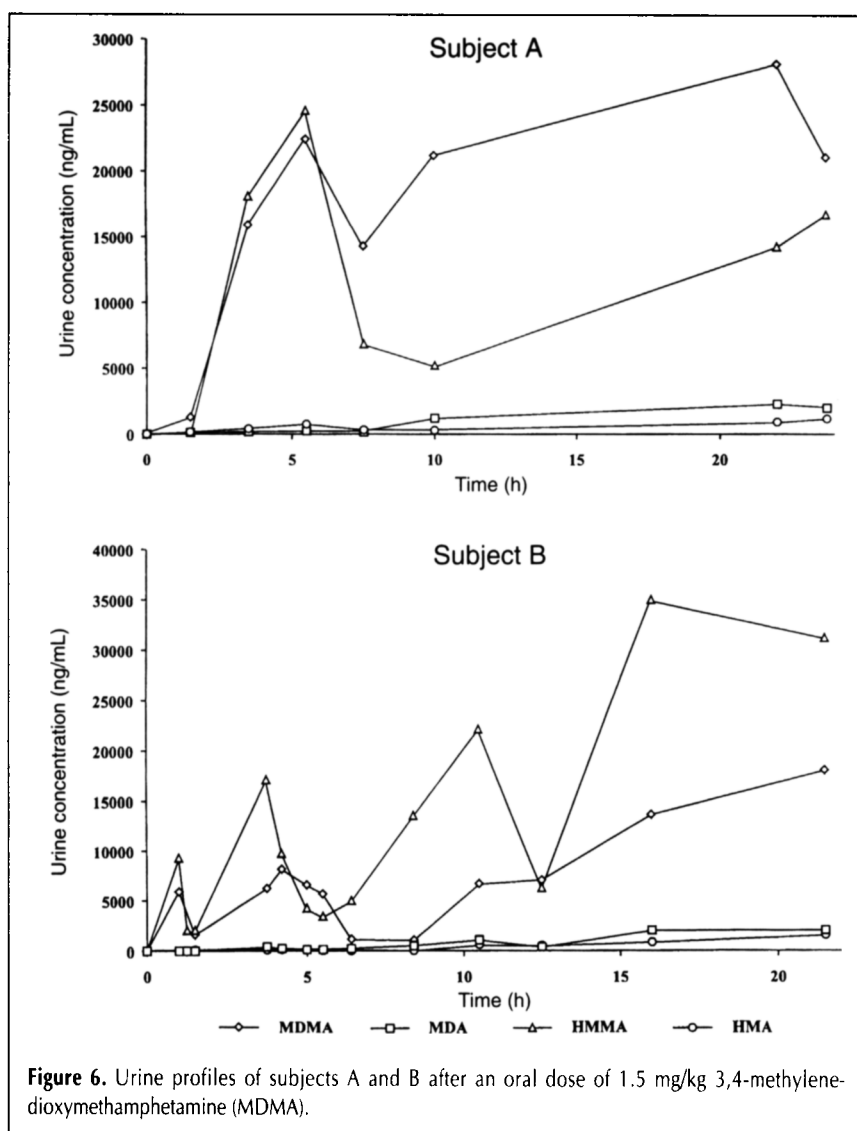 Subject A
Urine concentration (ng/mL)
30000
25000
20000
15000
10000
5000
0
0 5 10 15 20
Time (h)
Subject B
Urine concentration (ng/mL)
40000
35000
30000
25000
20000
15000
10000
5000
0
0 5 10 15 20
Time (h)
MDMA MDA HMMA HMA
Figure 6. Urine profiles of subjects A and B after an oral dose of 1.5 mg/kg 3,4-methylene-
dioxymethamphetamine (MDMA).